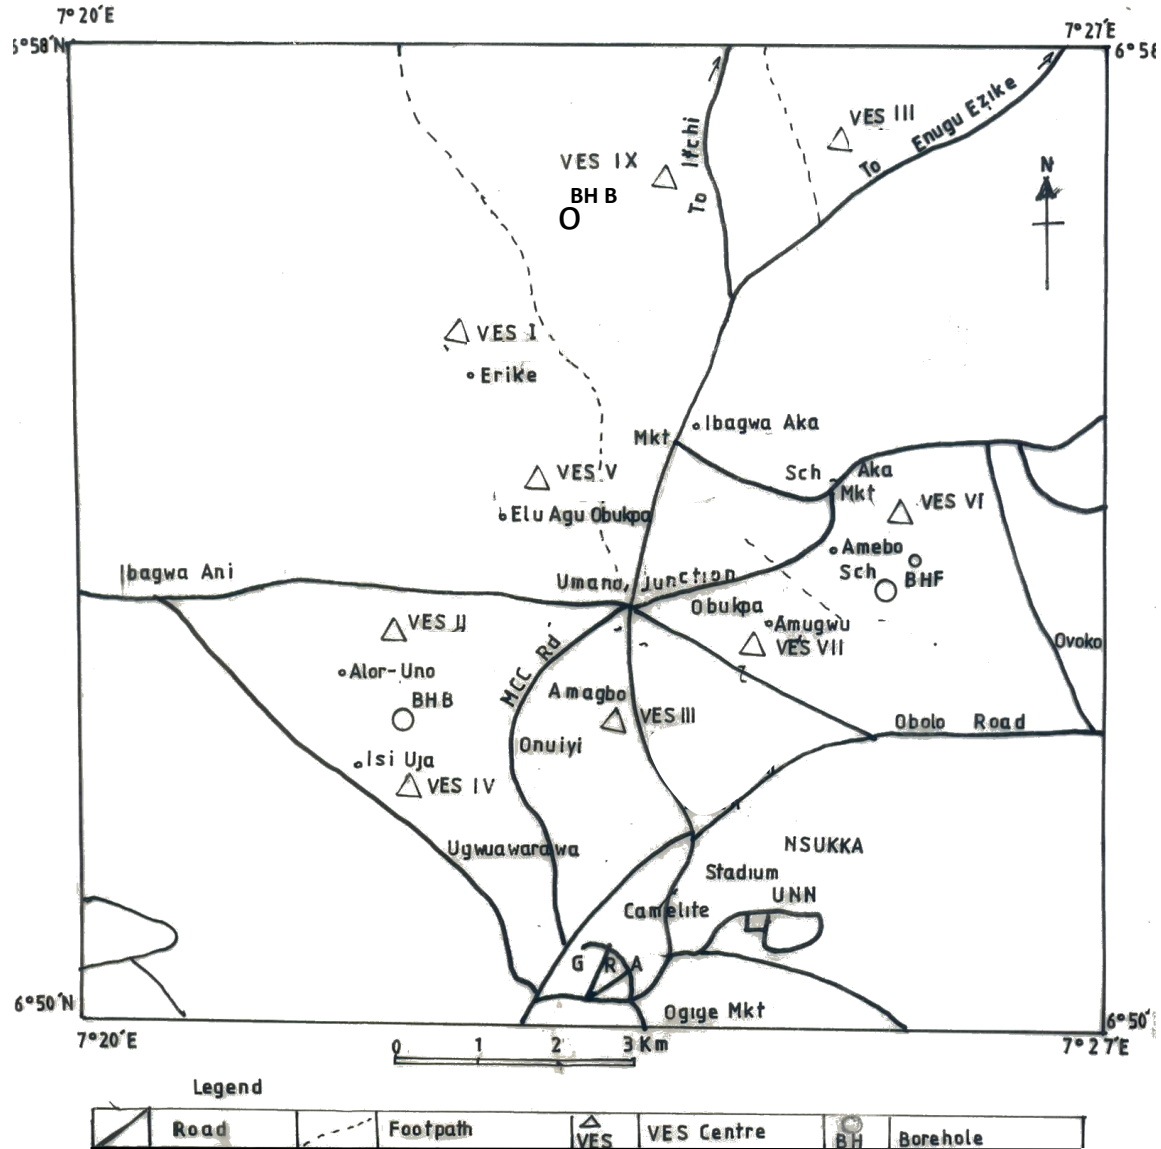 7°20'E
7°27'E
6°58'N
6°58
VES III
To Enugu Ezike
To Itchi
VES IX
BH B
N
VES I
Erike
Ibagwa Aka
Mkt
Sch
Aka
Mkt
VES V
VES VI
Elu Agu Obukpa
Amebo
Sch
BHF
Ibagwa Ani
Umano, Junction
Obukpa
Amugwu
VES VII
VES II
MCC Rd
Ovoko
Alor-Uno
Amagbo
BH B
VES III
Obolo Road
Onuiyi
Isi Uja
VES IV
Ugwuawarawa
NSUKKA
Stadium
UNN
Camelite
G R A
6°50'N
Ogige Mkt
6°50'
7°20'E
7°27'E
0 1 2 3 Km
Legend
Road
Footpath
VES
VES Centre
BH
Borehole